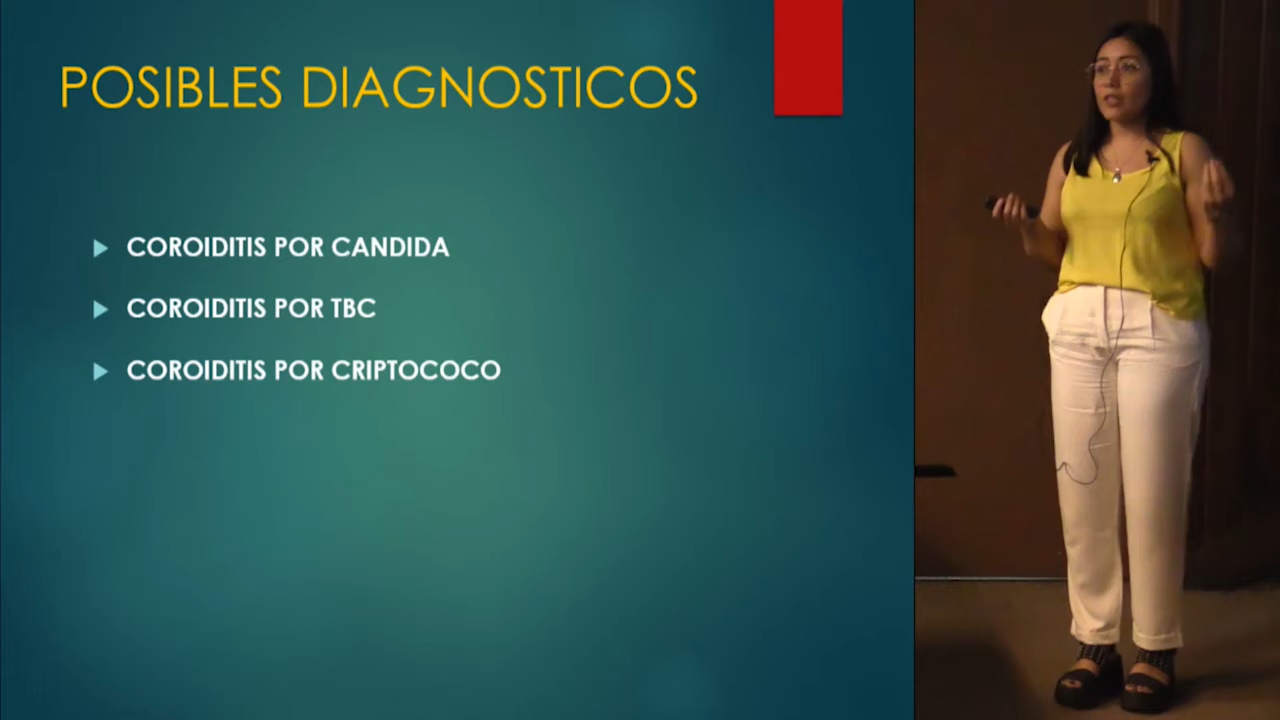 POSIBLES DIAGNOSTICOS
COROIDITIS POR CANDIDA
COROIDITIS POR TBC
COROIDITIS POR CRIPTOCOCO